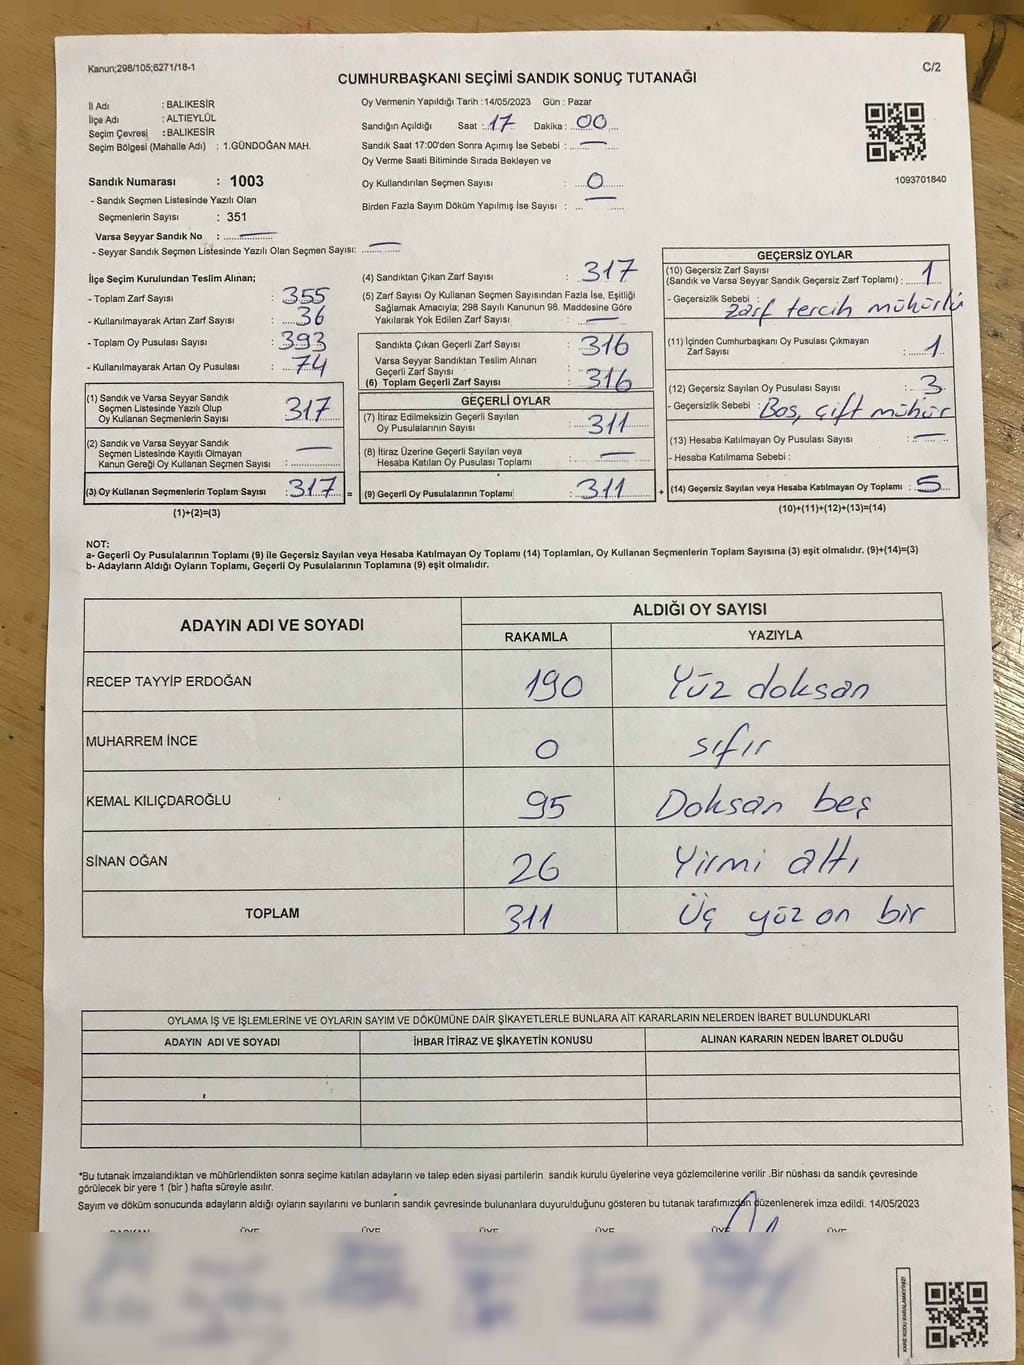 Kanun;298/105;6271/18-1
C/2
CUMHURBAŞKANI SEÇİMİ SANDIK SONUÇ TUTANAĞI
İl Adı : BALIKESİR
İlçe Adı : ALTIEYLÜL
Seçim Çevresi : BALIKESİR
Seçim Bölgesi (Mahalle Adı) : 1.GÜNDOĞAN MAH.
Sandık Numarası : 1003
- Sandık Seçmen Listesinde Yazılı Olan
Seçmenlerin Sayısı : 351
Varsa Seyyar Sandık No : —
- Seyyar Sandık Seçmen Listesinde Yazılı Olan Seçmen Sayısı: —
Oy Vermenin Yapıldığı Tarih : 14/05/2023 Gün : Pazar
Sandığın Açıldığı Saat : 17 Dakika : 00
Sandık Saat 17:00'den Sonra Açımış İse Sebebi : —
Oy Verme Saati Bitiminde Sırada Bekleyen ve
Oy Kullandırılan Seçmen Sayısı : 0
Birden Fazla Sayım Döküm Yapılmış İse Sayısı : —
1093701840
İlçe Seçim Kurulundan Teslim Alınan;
- Toplam Zarf Sayısı : 355
- Kullanılmayarak Artan Zarf Sayısı : 36
- Toplam Oy Pusulası Sayısı : 393
- Kullanılmayarak Artan Oy Pusulası : 74
(1) Sandık ve Varsa Seyyar Sandık
Seçmen Listesinde Yazılı Olup
Oy Kullanan Seçmenlerin Sayısı : 317
(2) Sandık ve Varsa Seyyar Sandık
Seçmen Listesinde Kayıtlı Olmayan
Kanun Gereği Oy Kullanan Seçmen Sayısı : —
(3) Oy Kullanan Seçmenlerin Toplam Sayısı : 317 =
(1)+(2)=(3)
(4) Sandıktan Çıkan Zarf Sayısı : 317
(5) Zarf Sayısı Oy Kullanan Seçmen Sayısından Fazla İse, Eşitliği
Sağlamak Amacıyla; 298 Sayılı Kanunun 98. Maddesine Göre
Yakılarak Yok Edilen Zarf Sayısı : —
Sandıkta Çıkan Geçerli Zarf Sayısı : 316
Varsa Seyyar Sandıktan Teslim Alınan
Geçerli Zarf Sayısı :
(6) Toplam Geçerli Zarf Sayısı : 316
GEÇERLİ OYLAR
(7) İtiraz Edilmeksizin Geçerli Sayılan
Oy Pusulalarının Sayısı : 311
(8) İtiraz Üzerine Geçerli Sayılan veya
Hesaba Katılan Oy Pusulası Toplamı : —
(9) Geçerli Oy Pusulalarının Toplamı : 311 +
GEÇERSİZ OYLAR
(10) Geçersiz Zarf Sayısı
(Sandık ve Varsa Seyyar Sandık Geçersiz Zarf Toplamı) : 1
- Geçersizlik Sebebi :
Zarf tercih mühürlü
(11) İçinden Cumhurbaşkanı Oy Pusulası Çıkmayan
Zarf Sayısı : 1
(12) Geçersiz Sayılan Oy Pusulası Sayısı : 3
- Geçersizlik Sebebi : Boş, çift mühür
(13) Hesaba Katılmayan Oy Pusulası Sayısı : —
- Hesaba Katılmama Sebebi :
(14) Geçersiz Sayılan veya Hesaba Katılmayan Oy Toplamı : 5
(10)+(11)+(12)+(13)=(14)
NOT:
a- Geçerli Oy Pusulalarının Toplamı (9) ile Geçersiz Sayılan veya Hesaba Katılmayan Oy Toplamı (14) Toplamları, Oy Kullanan Seçmenlerin Toplam Sayısına (3) eşit olmalıdır. (9)+(14)=(3)
b- Adayların Aldığı Oyların Toplamı, Geçerli Oy Pusulalarının Toplamına (9) eşit olmalıdır.
ADAYIN ADI VE SOYADI
ALDIĞI OY SAYISI
RAKAMLA YAZIYLA
RECEP TAYYİP ERDOĞAN 190 Yüz doksan
MUHARREM İNCE 0 sıfır
KEMAL KILIÇDAROĞLU 95 Doksan beş
SİNAN OĞAN 26 Yirmi altı
TOPLAM 311 Üç yüz on bir
OYLAMA İŞ VE İŞLEMLERİNE VE OYLARIN SAYIM VE DÖKÜMÜNE DAİR ŞİKAYETLERLE BUNLARA AİT KARARLARIN NELERDEN İBARET BULUNDUKLARI
ADAYIN ADI VE SOYADI İHBAR İTİRAZ VE ŞİKAYETİN KONUSU ALINAN KARARIN NEDEN İBARET OLDUĞU
*Bu tutanak imzalandıktan ve mühürlendikten sonra seçime katılan adayların ve talep eden siyasi partilerin sandık kurulu üyelerine veya gözlemcilerine verilir .Bir nüshası da sandık çevresinde
görülecek bir yere 1 (bir ) hafta süreyle asılır.
Sayım ve döküm sonucunda adayların aldığı oyların sayılarını ve bunların sandık çevresinde bulunanlara duyurulduğunu gösteren bu tutanak tarafımızdan düzenlenerek imza edildi. 14/05/2023